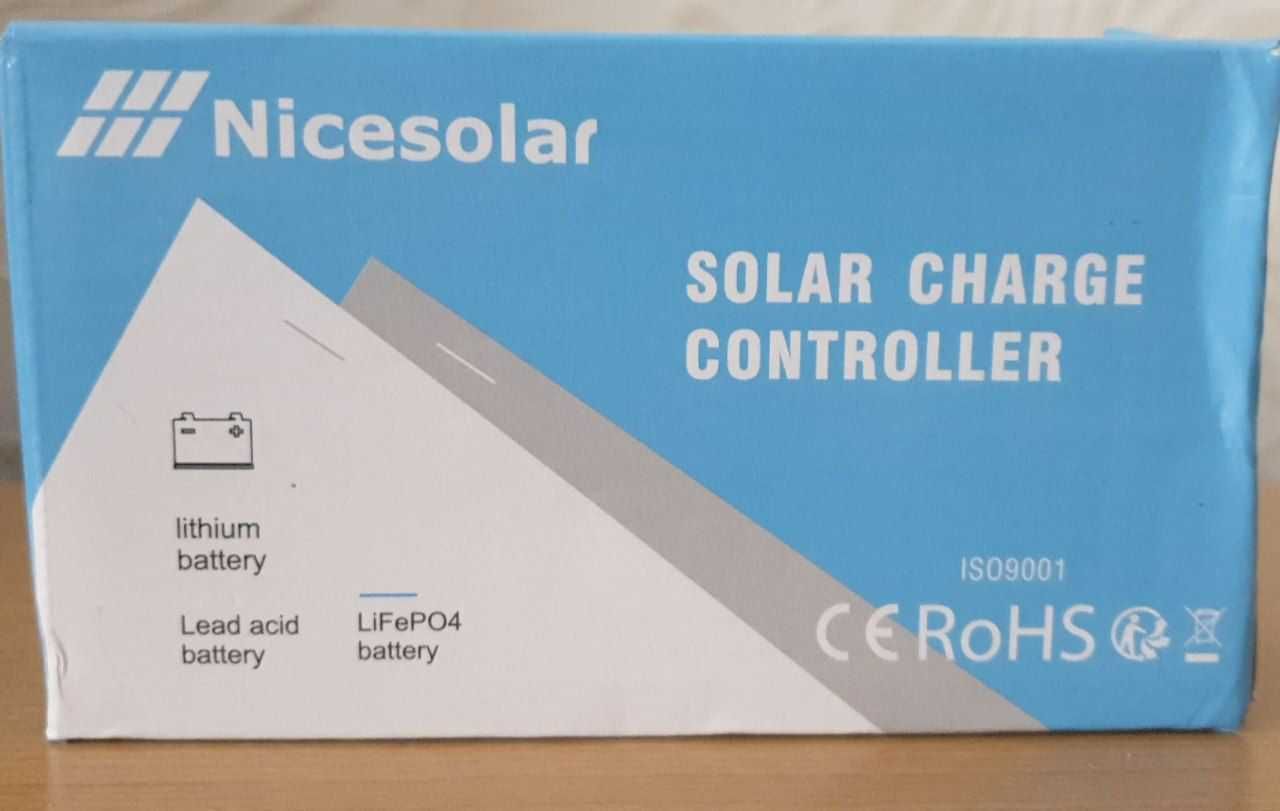 Nicesolar
SOLAR CHARGE
CONTROLLER
lithium
battery
Lead acid
battery
LiFePO4
battery
ISO9001
CE RoHS